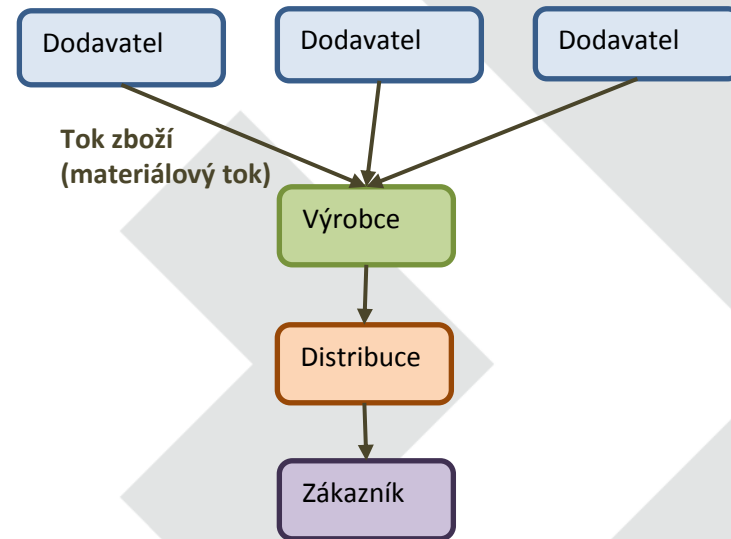 Dodavatel
Dodavatel
Dodavatel
Tok zboží
(materiálový tok)
Výrobce
Distribuce
Zákazník